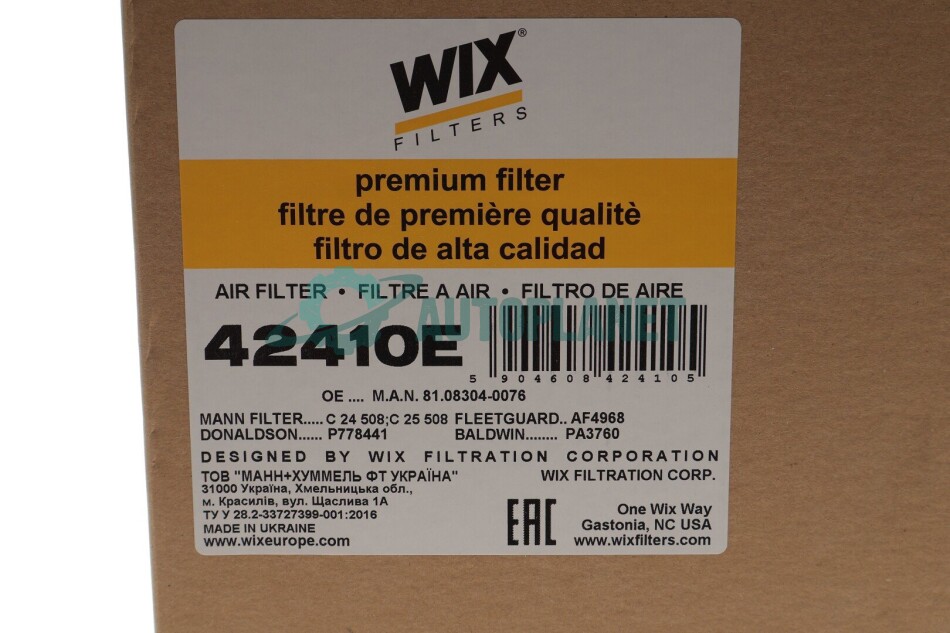 WIX®
FILTERS
premium filter
filtre de première qualitè
filtro de alta calidad
AIR FILTER • FILTRE A AIR • FILTRO DE AIRE
AUTOPLANET
42410E
5 904608 424105
OE .... M.A.N. 81.08304-0076
MANN FILTER..... C 24 508;C 25 508 FLEETGUARD.. AF4968
DONALDSON...... P778441 BALDWIN........ PA3760
DESIGNED BY WIX FILTRATION CORPORATION
ТОВ "МАНН+ХУММЕЛЬ ФТ УКРАЇНА" WIX FILTRATION CORP.
31000 Україна, Хмельницька обл.,
м. Красилів, вул. Щаслива 1А
ТУ У 28.2-33727399-001:2016
MADE IN UKRAINE
www.wixeurope.com
EAC
One Wix Way
Gastonia, NC USA
www.wixfilters.com